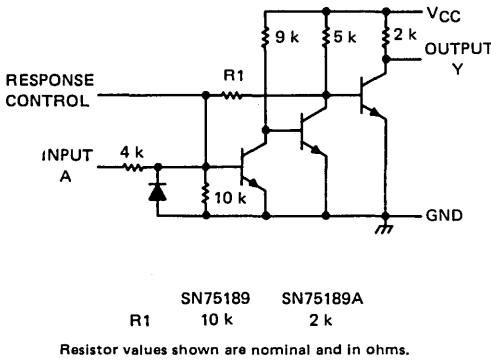 VCC
9 k
5 k
2 k
OUTPUT
Y
R1
RESPONSE
CONTROL
INPUT
A
4 k
10 k
GND
SN75189 SN75189A
R1 10 k 2 k
Resistor values shown are nominal and in ohms.